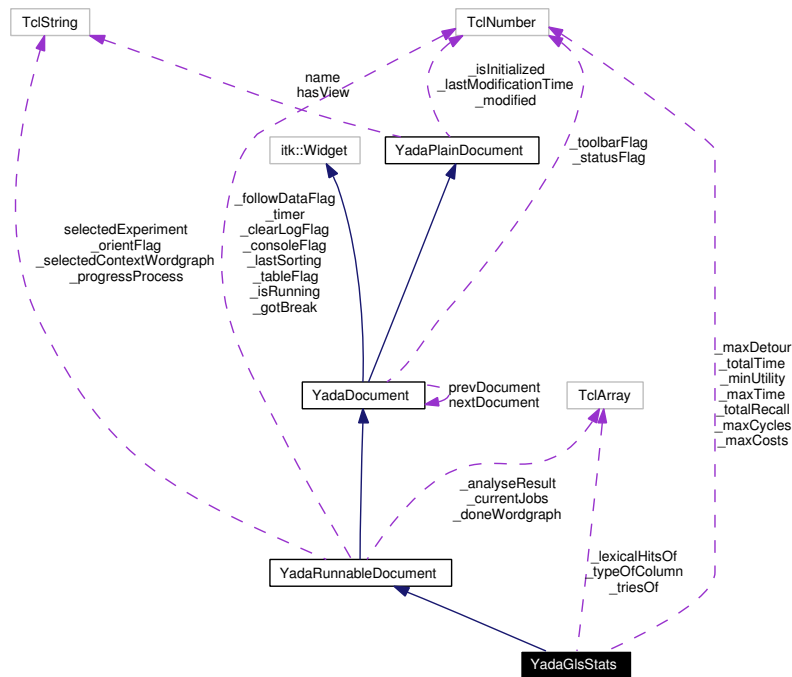 TclString
TclNumber
name
hasView
_isInitialized
_lastModificationTime
_modified
itk::Widget
YadaPlainDocument
_toolbarFlag
_statusFlag
selectedExperiment
_orientFlag
_selectedContextWordgraph
_progressProcess
_followDataFlag
_timer
_clearLogFlag
_consoleFlag
_lastSorting
_tableFlag
_isRunning
_gotBreak
_maxDetour
_totalTime
_minUtility
_maxTime
_totalRecall
_maxCycles
_maxCosts
YadaDocument
prevDocument
nextDocument
TclArray
_analyseResult
_currentJobs
_doneWordgraph
_lexicalHitsOf
_typeOfColumn
_triesOf
YadaRunnableDocument
YadaGlsStats